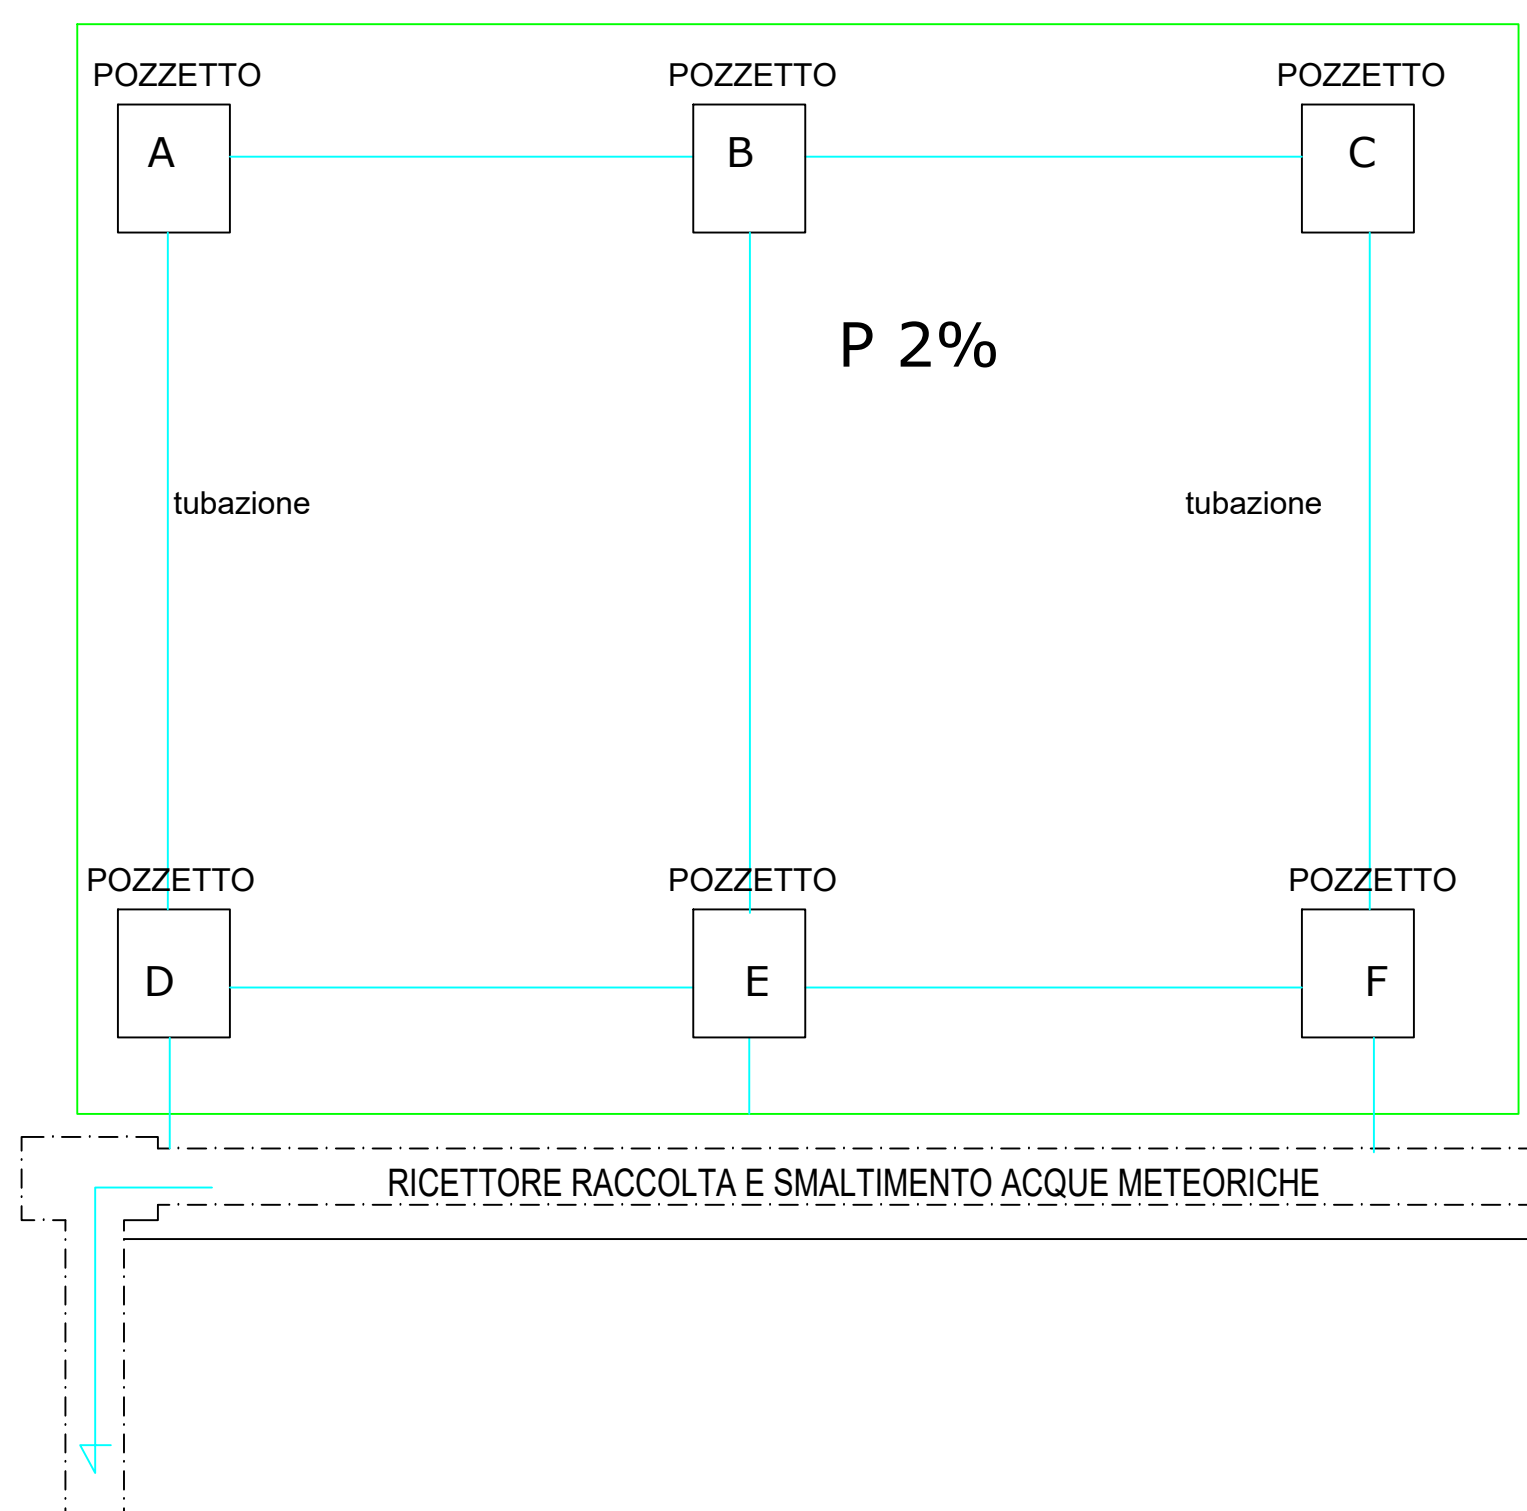 POZZETTO POZZETTO POZZETTO
A B C
P 2%
tubazione tubazione
POZZETTO POZZETTO POZZETTO
D E F
RICETTORE RACCOLTA E SMALTIMENTO ACQUE METEORICHE